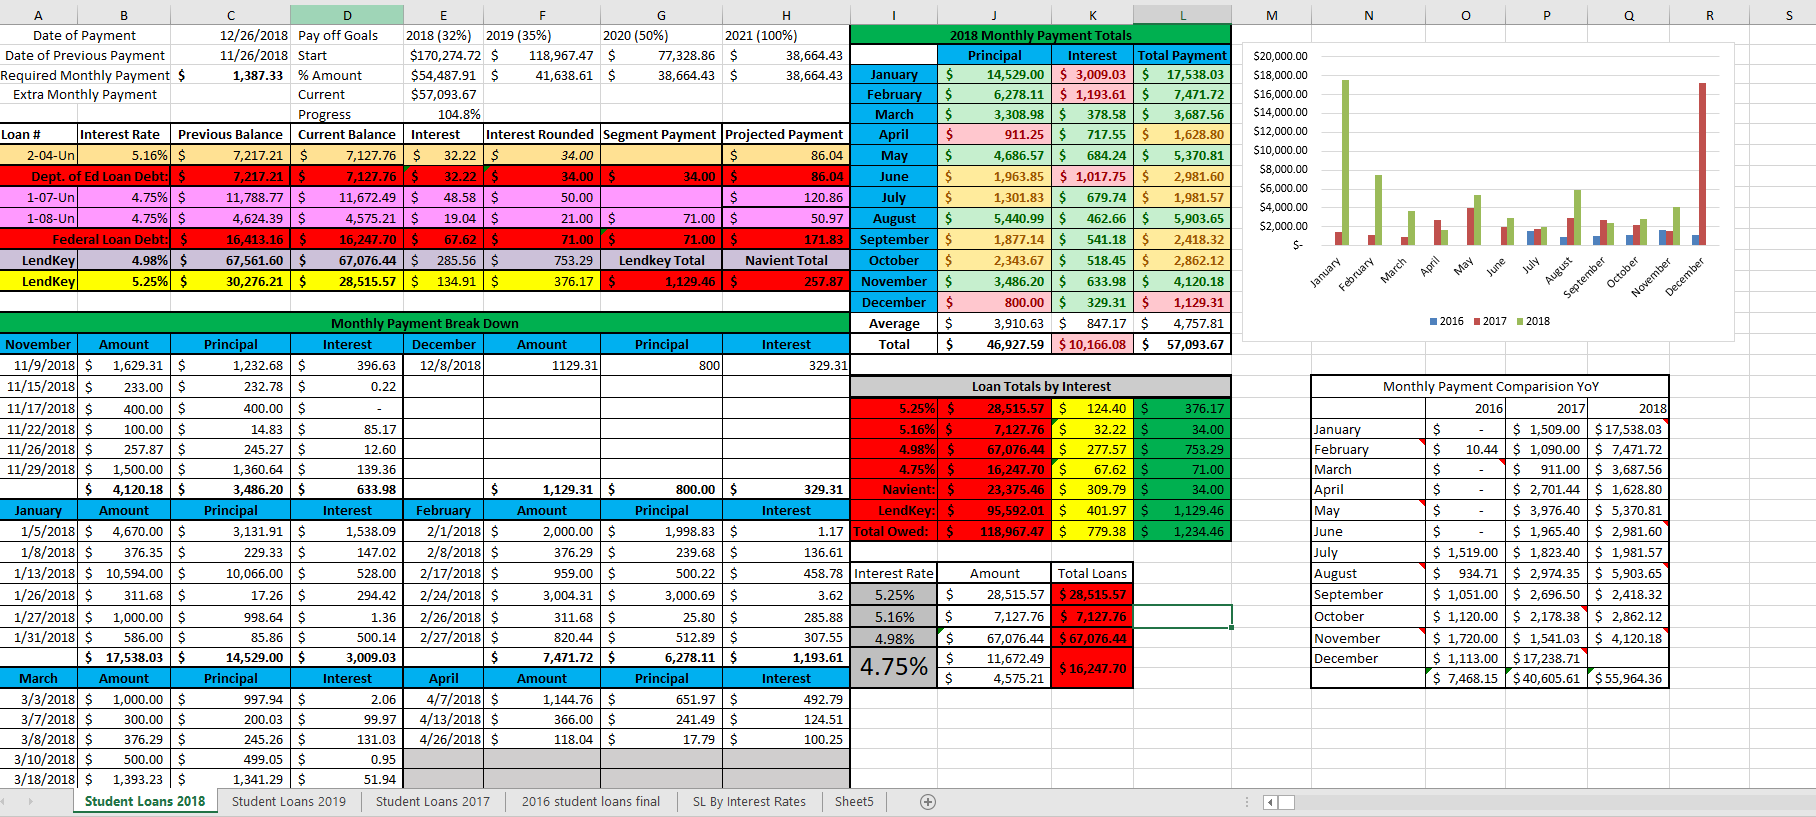 A B C D E F G H I J K L M N O P Q R S
Date of Payment 12/26/2018 Pay off Goals 2018 (32%) 2019 (35%) 2020 (50%) 2021 (100%) 2018 Monthly Payment Totals
Date of Previous Payment 11/26/2018 Start $170,274.72 $ 118,967.47 $ 77,328.86 $ 38,664.43 Principal Interest Total Payment
Required Monthly Payment $ 1,387.33 % Amount $54,487.91 $ 41,638.61 $ 38,664.43 $ 38,664.43 January $ 14,529.00 $ 3,009.03 $ 17,538.03
Extra Monthly Payment Current $57,093.67 February $ 6,278.11 $ 1,193.61 $ 7,471.72
Progress 104.8% March $ 3,308.98 $ 378.58 $ 3,687.56
Loan # Interest Rate Previous Balance Current Balance Interest Interest Rounded Segment Payment Projected Payment April $ 911.25 $ 717.55 $ 1,628.80
2-04-Un 5.16% $ 7,217.21 $ 7,127.76 $ 32.22 $ 34.00 $ 86.04 May $ 4,686.57 $ 684.24 $ 5,370.81
Dept. of Ed Loan Debt: $ 7,217.21 $ 7,127.76 $ 32.22 $ 34.00 $ 34.00 $ 86.04 June $ 1,963.85 $ 1,017.75 $ 2,981.60
1-07-Un 4.75% $ 11,788.77 $ 11,672.49 $ 48.58 $ 50.00 $ 120.86 July $ 1,301.83 $ 679.74 $ 1,981.57
1-08-Un 4.75% $ 4,624.39 $ 4,575.21 $ 19.04 $ 21.00 $ 71.00 $ 50.97 August $ 5,440.99 $ 462.66 $ 5,903.65
Federal Loan Debt: $ 16,413.16 $ 16,247.70 $ 67.62 $ 71.00 $ 71.00 $ 171.83 September $ 1,877.14 $ 541.18 $ 2,418.32
LendKey 4.98% $ 67,561.60 $ 67,076.44 $ 285.56 $ 753.29 Lendkey Total Navient Total October $ 2,343.67 $ 518.45 $ 2,862.12
LendKey 5.25% $ 30,276.21 $ 28,515.57 $ 134.91 $ 376.17 $ 1,129.46 $ 257.87 November $ 3,486.20 $ 633.98 $ 4,120.18
December $ 800.00 $ 329.31 $ 1,129.31
Monthly Payment Break Down Average $ 3,910.63 $ 847.17 $ 4,757.81
November Amount Principal Interest December Amount Principal Interest Total $ 46,927.59 $ 10,166.08 $ 57,093.67
11/9/2018 $ 1,629.31 $ 1,232.68 $ 396.63 12/8/2018 1129.31 800 329.31
11/15/2018 $ 233.00 $ 232.78 $ 0.22 Loan Totals by Interest
11/17/2018 $ 400.00 $ 400.00 $ - 5.25% $ 28,515.57 $ 124.40 $ 376.17
11/22/2018 $ 100.00 $ 14.83 $ 85.17 5.16% $ 7,127.76 $ 32.22 $ 34.00
11/26/2018 $ 257.87 $ 245.27 $ 12.60 4.98% $ 67,076.44 $ 277.57 $ 753.29
11/29/2018 $ 1,500.00 $ 1,360.64 $ 139.36 4.75% $ 16,247.70 $ 67.62 $ 71.00
$ 4,120.18 $ 3,486.20 $ 633.98 $ 1,129.31 $ 800.00 $ 329.31 Navient: $ 23,375.46 $ 309.79 $ 34.00
January Amount Principal Interest February Amount Principal Interest LendKey: $ 95,592.01 $ 401.97 $ 1,129.46
1/5/2018 $ 4,670.00 $ 3,131.91 $ 1,538.09 2/1/2018 $ 2,000.00 $ 1,998.83 $ 1.17 Total Owed: $ 118,967.47 $ 779.38 $ 1,234.46
1/8/2018 $ 376.35 $ 229.33 $ 147.02 2/8/2018 $ 376.29 $ 239.68 $ 136.61
1/13/2018 $ 10,594.00 $ 10,066.00 $ 528.00 2/17/2018 $ 959.00 $ 500.22 $ 458.78 Interest Rate Amount Total Loans
1/26/2018 $ 311.68 $ 17.26 $ 294.42 2/24/2018 $ 3,004.31 $ 3,000.69 $ 3.62 5.25% $ 28,515.57 $ 28,515.57
1/27/2018 $ 1,000.00 $ 998.64 $ 1.36 2/26/2018 $ 311.68 $ 25.80 $ 285.88 5.16% $ 7,127.76 $ 7,127.76
1/31/2018 $ 586.00 $ 85.86 $ 500.14 2/27/2018 $ 820.44 $ 512.89 $ 307.55 4.98% $ 67,076.44 $ 67,076.44
$ 17,538.03 $ 14,529.00 $ 3,009.03 $ 7,471.72 $ 6,278.11 $ 1,193.61 4.75% $ 11,672.49 $ 16,247.70
March Amount Principal Interest April Amount Principal Interest $ 4,575.21
3/3/2018 $ 1,000.00 $ 997.94 $ 2.06 4/7/2018 $ 1,144.76 $ 651.97 $ 492.79
3/7/2018 $ 300.00 $ 200.03 $ 99.97 4/13/2018 $ 366.00 $ 241.49 $ 124.51
3/8/2018 $ 376.29 $ 245.26 $ 131.03 4/26/2018 $ 118.04 $ 17.79 $ 100.25
3/10/2018 $ 500.00 $ 499.05 $ 0.95
3/18/2018 $ 1,393.23 $ 1,341.29 $ 51.94
$20,000.00
$18,000.00
$16,000.00
$14,000.00
$12,000.00
$10,000.00
$8,000.00
$6,000.00
$4,000.00
$2,000.00
$-
January February March April May June July August September October November December
2016 2017 2018
Monthly Payment Comparision YoY
2016 2017 2018
January $ - $ 1,509.00 $ 17,538.03
February $ 10.44 $ 1,090.00 $ 7,471.72
March $ - $ 911.00 $ 3,687.56
April $ - $ 2,701.44 $ 1,628.80
May $ - $ 3,976.40 $ 5,370.81
June $ - $ 1,965.40 $ 2,981.60
July $ 1,519.00 $ 1,823.40 $ 1,981.57
August $ 934.71 $ 2,974.35 $ 5,903.65
September $ 1,051.00 $ 2,696.50 $ 2,418.32
October $ 1,120.00 $ 2,178.38 $ 2,862.12
November $ 1,720.00 $ 1,541.03 $ 4,120.18
December $ 1,113.00 $ 17,238.71
$ 7,468.15 $ 40,605.61 $ 55,964.36
Student Loans 2018 Student Loans 2019 Student Loans 2017 2016 student loans final SL By Interest Rates Sheet5